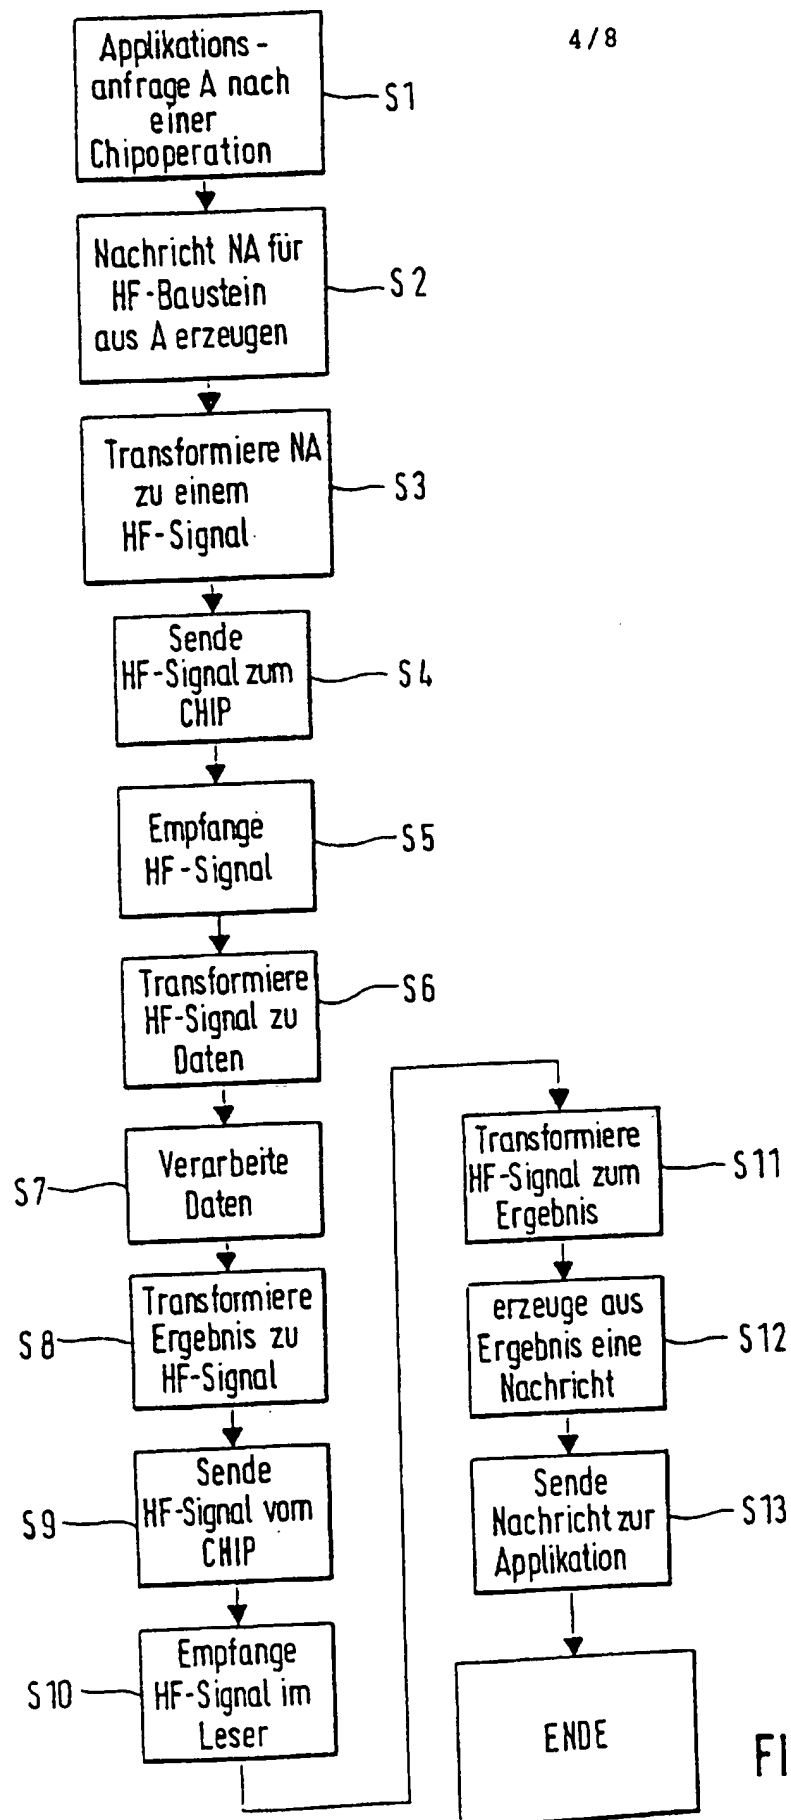 4/8
Applikations-
anfrage A nach
einer
Chipoperation
S1
Nachricht NA für
HF-Baustein
aus A erzeugen
S2
Transformiere NA
zu einem
HF-Signal
S3
Sende
HF-Signal zum
CHIP
S4
Empfange
HF-Signal
S5
Transformiere
HF-Signal zu
Daten
S6
Verarbeite
Daten
S7
Transformiere
Ergebnis zu
HF-Signal
S8
Sende
HF-Signal vom
CHIP
S9
Empfange
HF-Signal im
Leser
S10
Transformiere
HF-Signal zum
Ergebnis
S11
erzeuge aus
Ergebnis eine
Nachricht
S12
Sende
Nachricht zur
Applikation
S13
ENDE